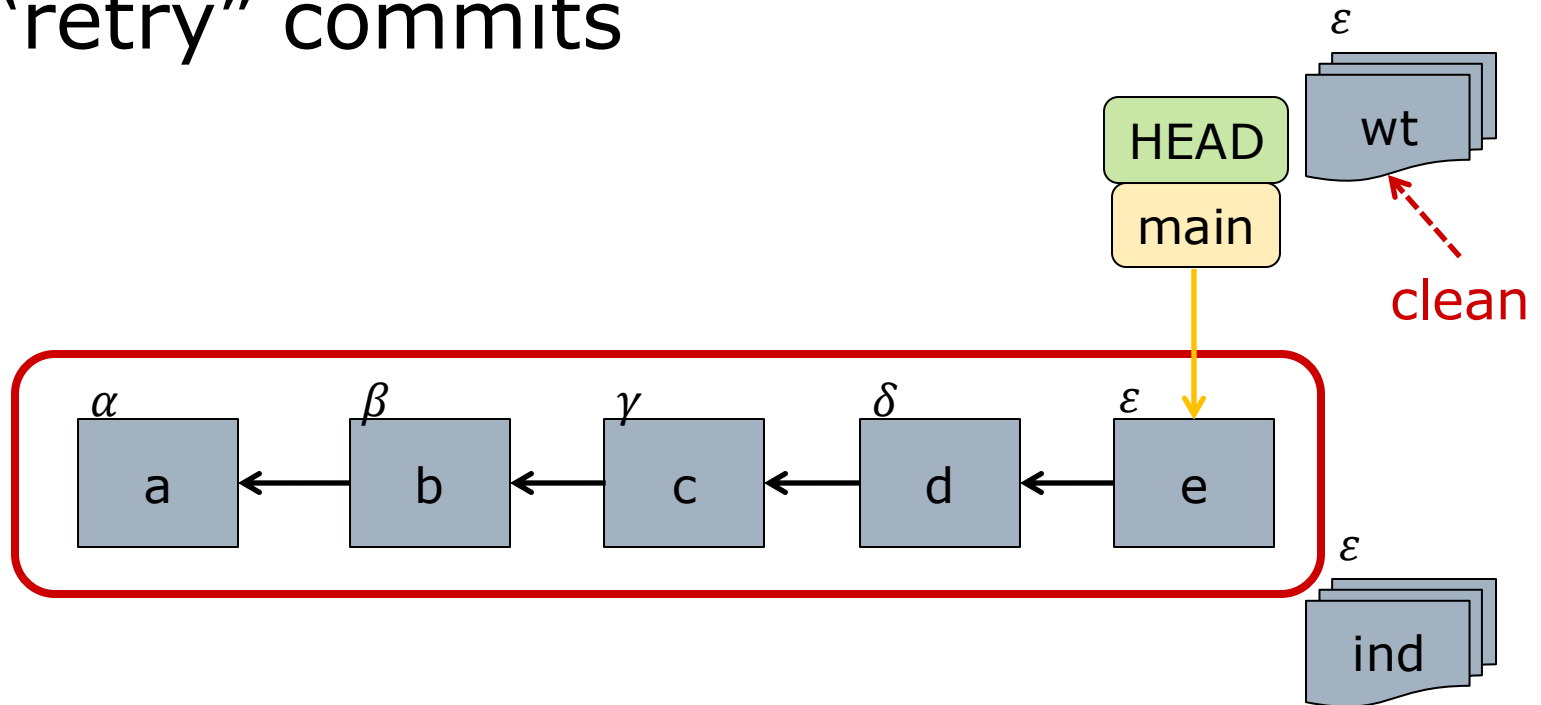 “retry” commits
ε
HEAD
wt
main
clean
α
β
γ
δ
ε
a
b
c
d
e
ε
ind